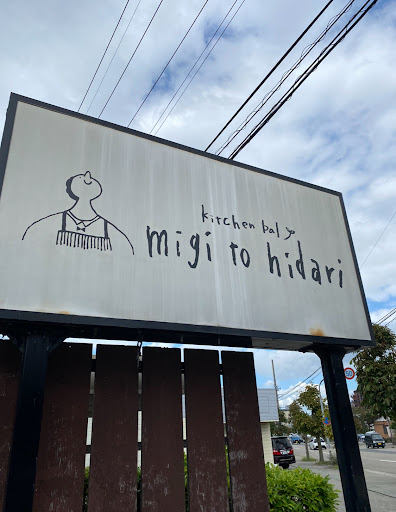 kitchen bal
migi to hidari